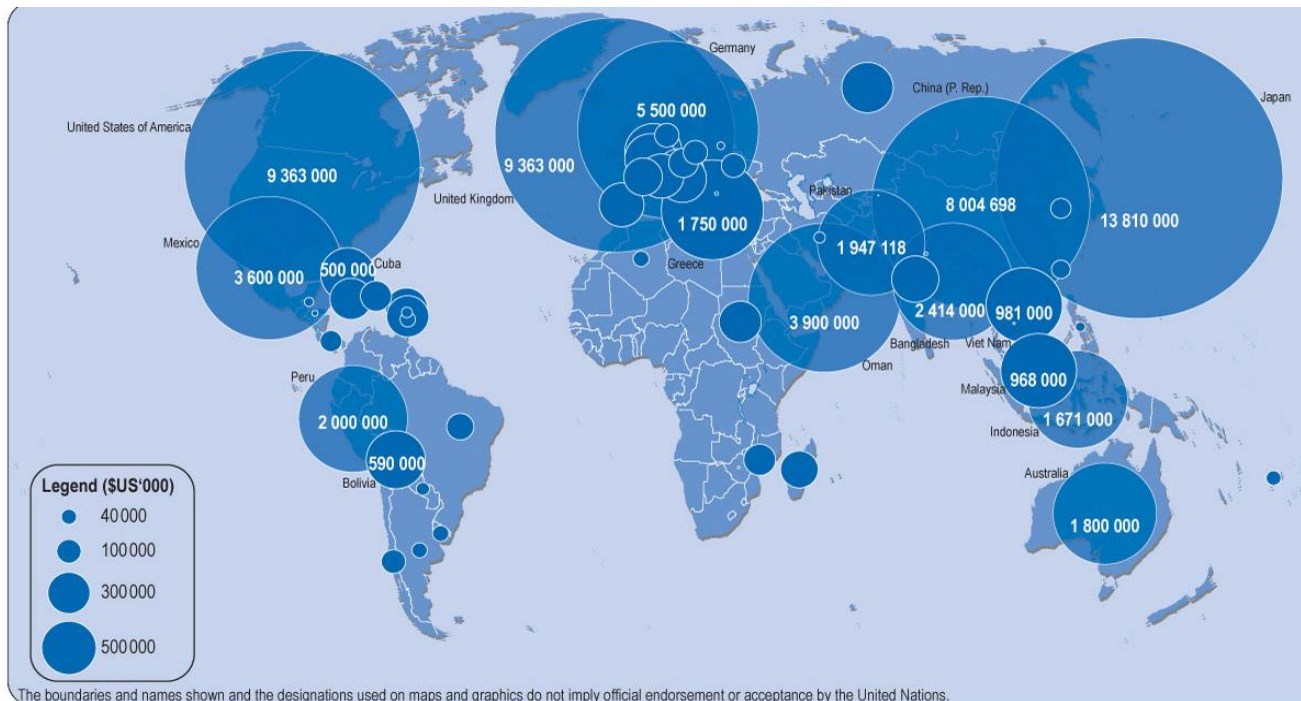 Germany
China (P. Rep.)
Japan
5 500 000
United States of America
9 363 000
9 363 000
United Kingdom
Pakistan
8 004 698
13 810 000
1 750 000
Mexico
Cuba
500 000
3 600 000
Greece
1 947 118
3 900 000
2 414 000
981 000
Bangladesh
Viet Nam
Oman
Peru
Malaysia
968 000
2 000 000
1 671 000
Indonesia
590 000
Bolivia
Australia
1 800 000
Legend ($US'000)
40 000
100 000
300 000
500 000
The boundaries and names shown and the designations used on maps and graphics do not imply official endorsement or acceptance by the United Nations.